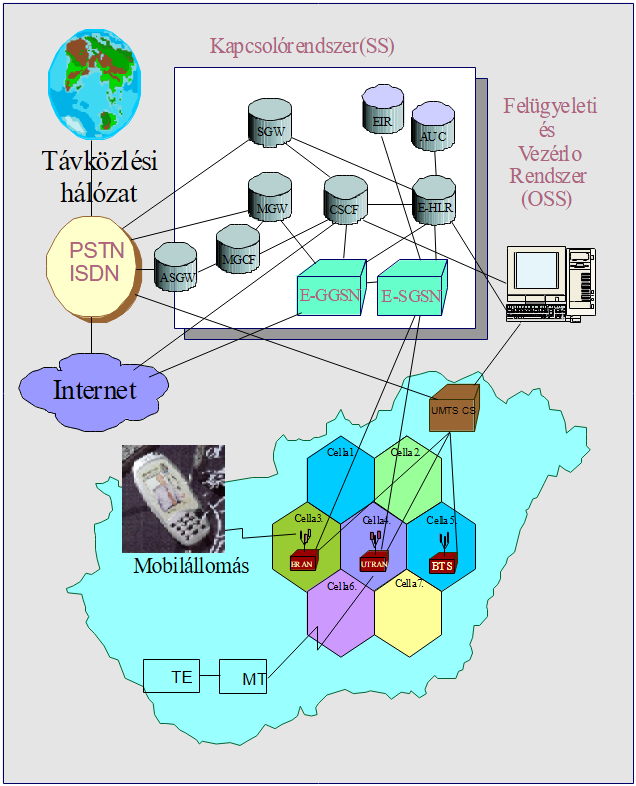 Kapcsolórendszer(SS)
Távközlési
hálózat
Felügyeleti
és
Vezérlo
Rendszer
(OSS)
SGW
EIR
AUC
MGW
CSCF
E-HLR
MGCF
ASGW
PSTN
ISDN
E-GGSN
E-SGSN
Internet
UMTS CS
Cella1.
Cella2.
Cella3.
Cella4.
Cella5.
ERAN
UTRAN
BTS
Mobilállomás
Cella6.
Cella7.
TE
MT